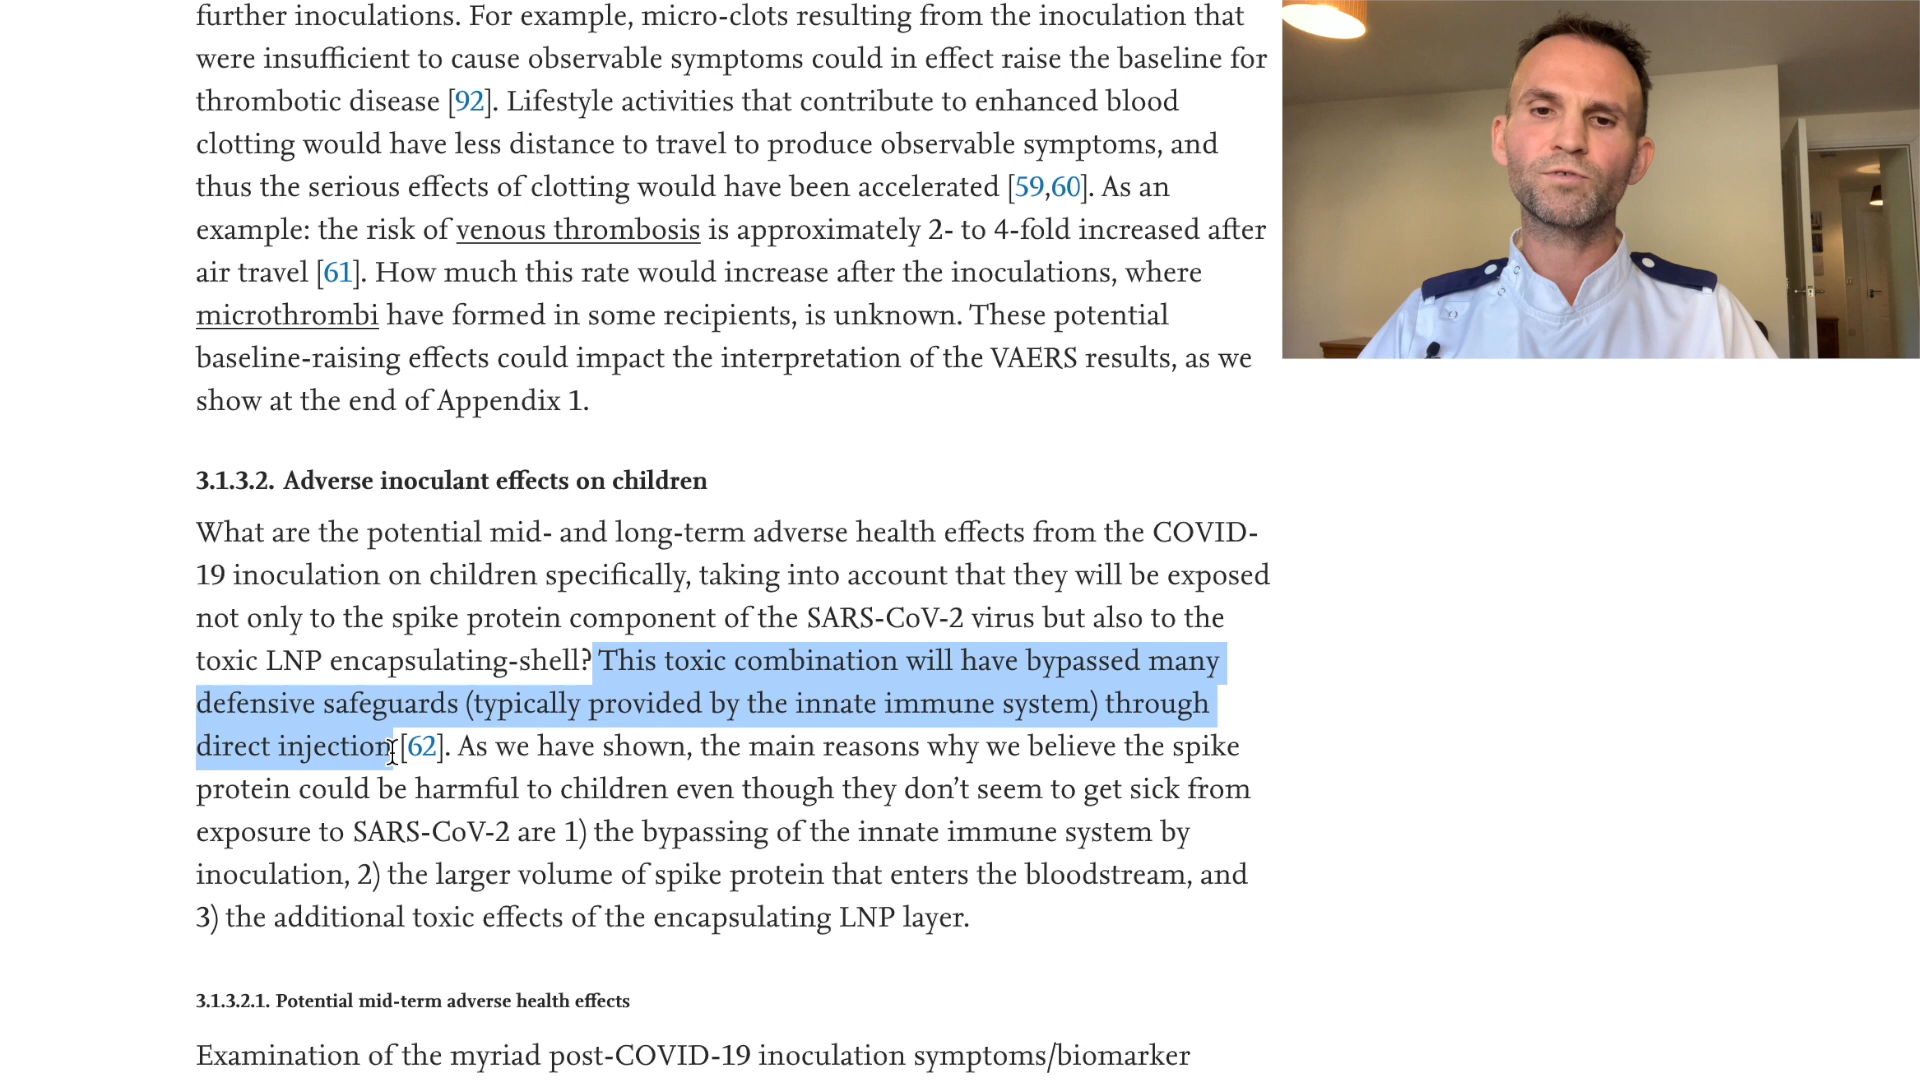 further inoculations. For example, micro-clots resulting from the inoculation that
were insufficient to cause observable symptoms could in effect raise the baseline for
thrombotic disease [92]. Lifestyle activities that contribute to enhanced blood
clotting would have less distance to travel to produce observable symptoms, and
thus the serious effects of clotting would have been accelerated [59,60]. As an
example: the risk of venous thrombosis is approximately 2- to 4-fold increased after
air travel [61]. How much this rate would increase after the inoculations, where
microthrombi have formed in some recipients, is unknown. These potential
baseline-raising effects could impact the interpretation of the VAERS results, as we
show at the end of Appendix 1.
3.1.3.2. Adverse inoculant effects on children
What are the potential mid- and long-term adverse health effects from the COVID-
19 inoculation on children specifically, taking into account that they will be exposed
not only to the spike protein component of the SARS-CoV-2 virus but also to the
toxic LNP encapsulating-shell? This toxic combination will have bypassed many
defensive safeguards (typically provided by the innate immune system) through
direct injection [62]. As we have shown, the main reasons why we believe the spike
protein could be harmful to children even though they don’t seem to get sick from
exposure to SARS-CoV-2 are 1) the bypassing of the innate immune system by
inoculation, 2) the larger volume of spike protein that enters the bloodstream, and
3) the additional toxic effects of the encapsulating LNP layer.
3.1.3.2.1. Potential mid-term adverse health effects
Examination of the myriad post-COVID-19 inoculation symptoms/biomarker